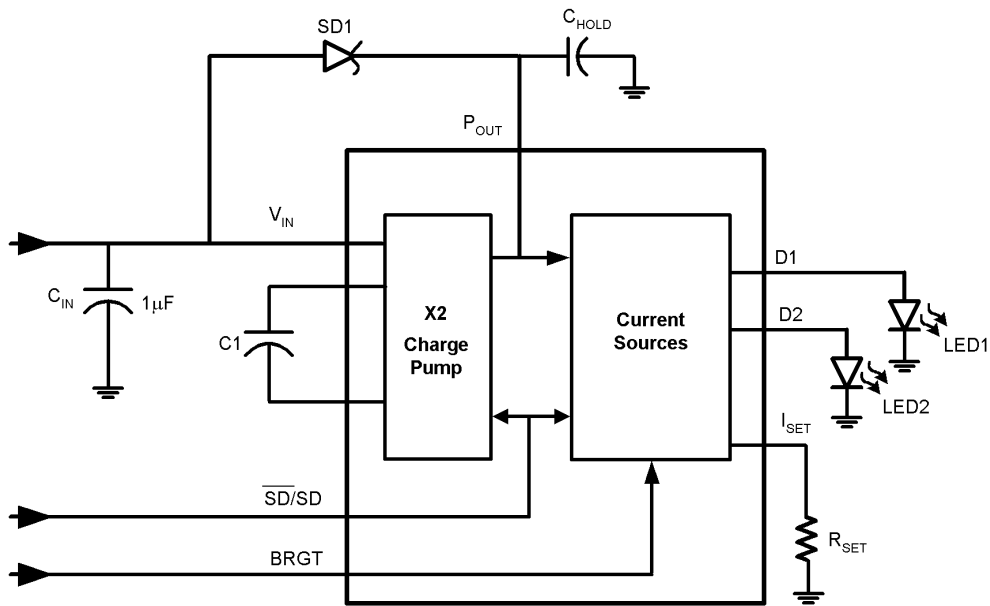 SD1
CHOLD
POUT
VIN
CIN
1µF
C1
X2
Charge
Pump
Current
Sources
D1
D2
LED1
LED2
ISET
SD/SD
BRGT
RSET